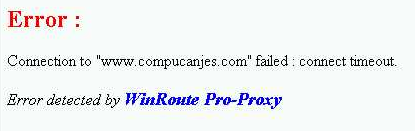 Error :
Connection to "www.compucanjes.com" failed : connect timeout.
Error detected by WinRoute Pro-Proxy